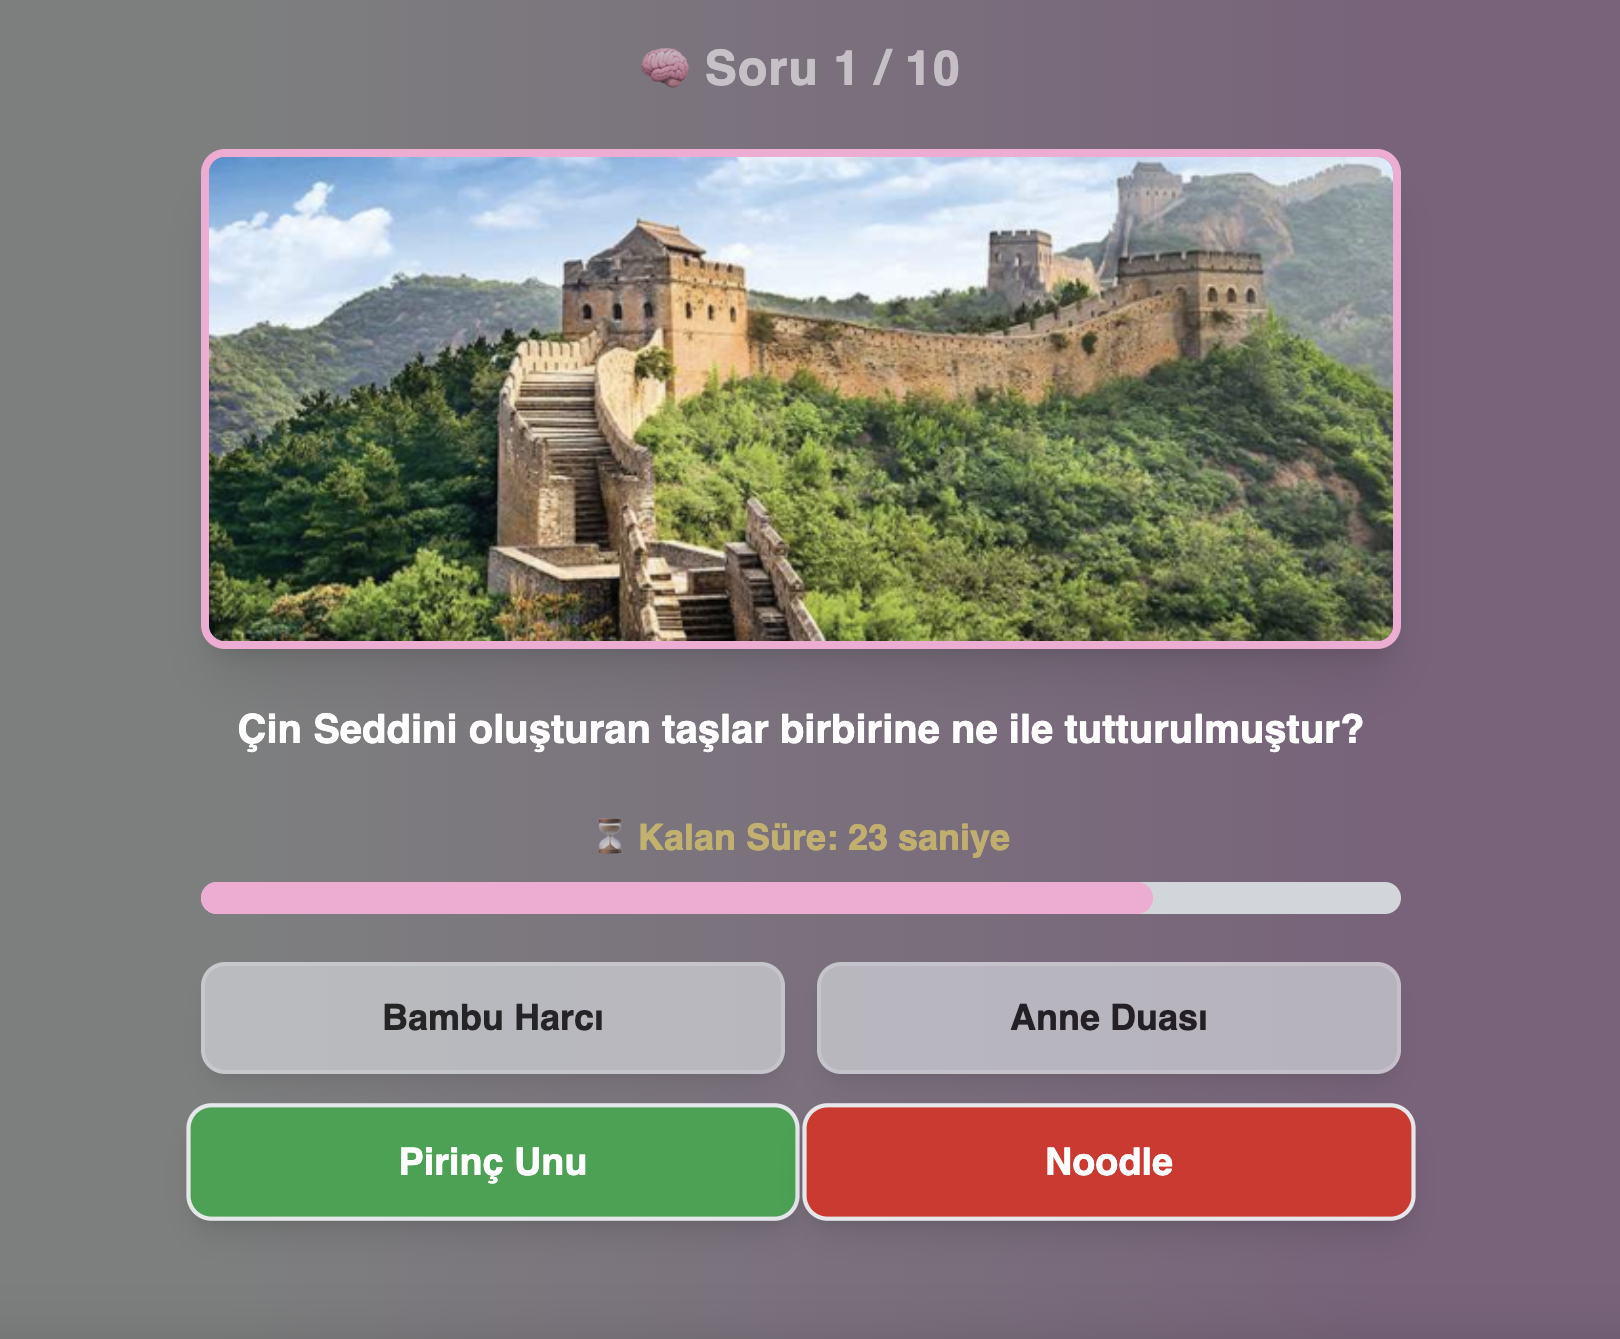 Soru 1 / 10
Çin Seddini oluşturan taşlar birbirine ne ile tutturulmuştur?
Kalan Süre: 23 saniye
Bambu Harcı
Anne Duası
Pirinç Unu
Noodle